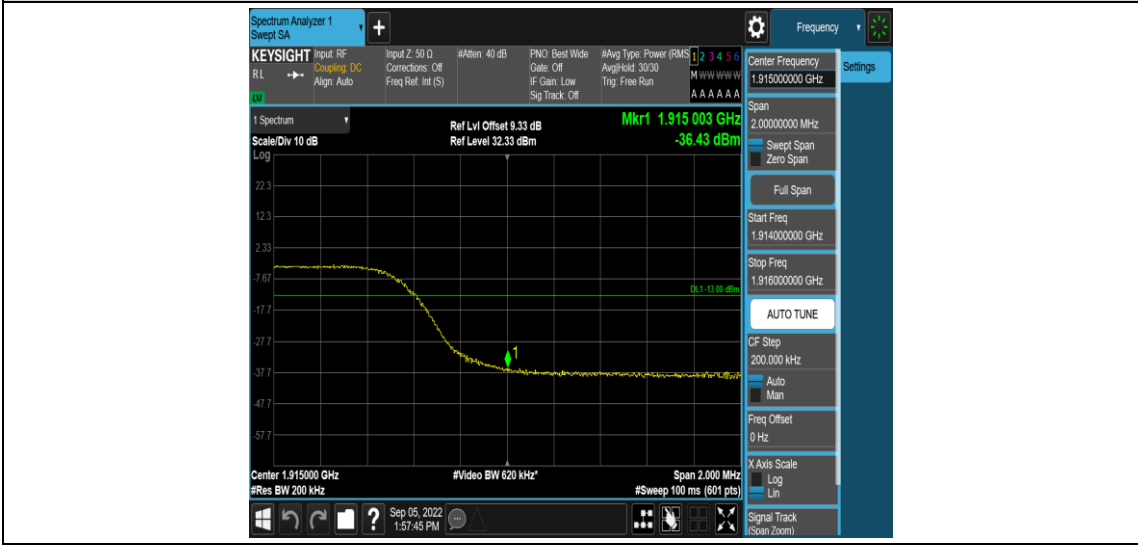 Spectrum Analyzer 1
Swept SA
Frequency
KEYSIGHT
RL
LM
Input: RF
Coupling: DC
Align: Auto
Input Z: 50 Ω
Corrections: Off
Freq Ref: Int (S)
#Atten: 40 dB
PNO: Best Wide
Gate: Off
IF Gain: Low
Sig Track: Off
#Avg Type: Power (RMS
Avg|Hold: 30/30
Trig: Free Run
1 2 3 4 5 6
M W W W W W
A A A A A A
1 Spectrum
Scale/Div 10 dB
Log
Ref Lvl Offset 9.33 dB
Ref Level 32.33 dBm
Mkr1 1.915 003 GHz
-36.43 dBm
22.3
12.3
2.33
-7.67
-17.7
-27.7
-37.7
-47.7
-57.7
DL1 -13.00 dBm
1
Center 1.915000 GHz
#Res BW 200 kHz
#Video BW 620 kHz*
Span 2.000 MHz
#Sweep 100 ms (601 pts)
Sep 05, 2022
1:57:45 PM
Center Frequency
1.915000000 GHz
Settings
Span
2.00000000 MHz
Swept Span
Zero Span
Full Span
Start Freq
1.914000000 GHz
Stop Freq
1.916000000 GHz
AUTO TUNE
CF Step
200.000 kHz
Auto
Man
Freq Offset
0 Hz
X Axis Scale
Log
Lin
Signal Track
(Span Zoom)